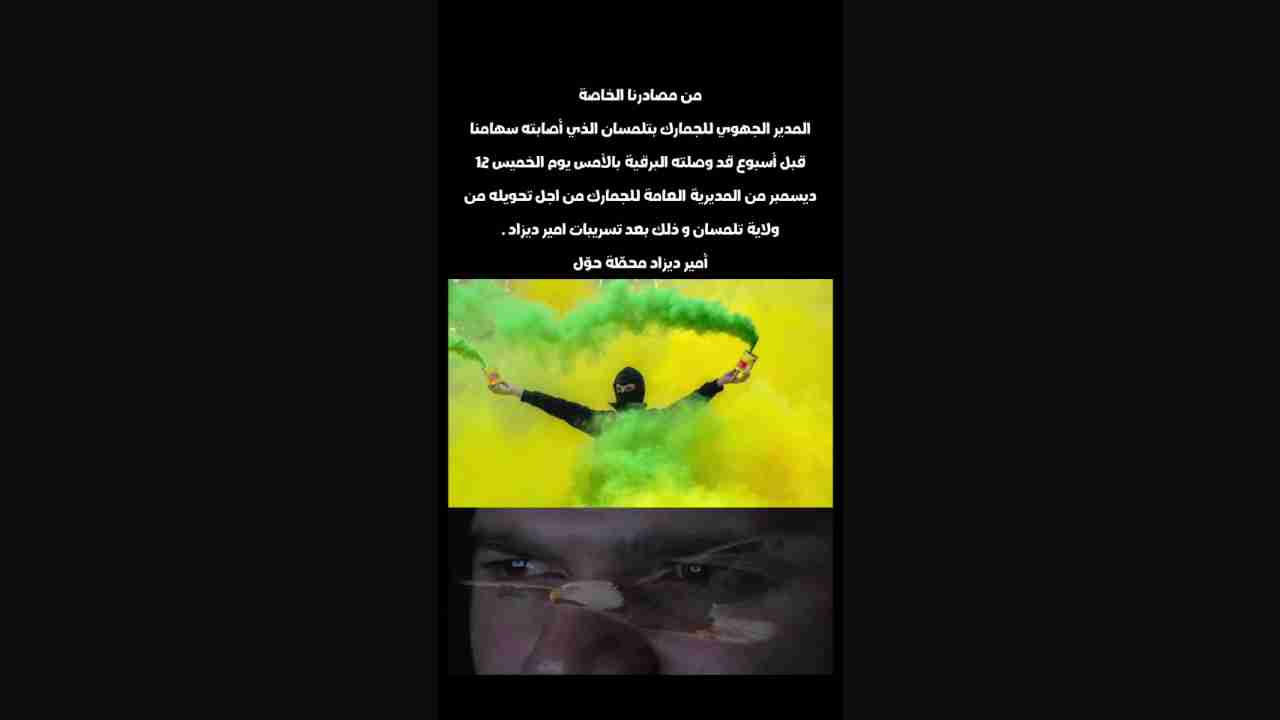 من مصادرنا الخاصة
المدير الجهوي للجمارك بتلمسان الذي أصابته سهامنا
قبل أسبوع قد وصلته البرقية بالأمس يوم الخميس 12
ديسمبر من المديرية العامة للجمارك من اجل تحويله من
ولاية تلمسان و ذلك بعد تسريبات امير ديزاد .
أمير ديزاد محطّة حوّل